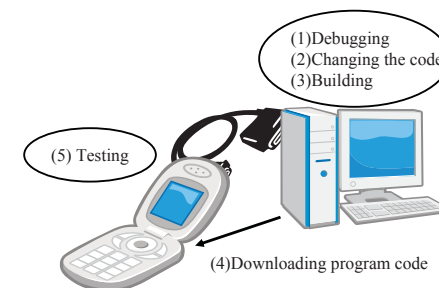 (1)Debugging
(2)Changing the code
(3)Building
(5) Testing
(4)Downloading program code